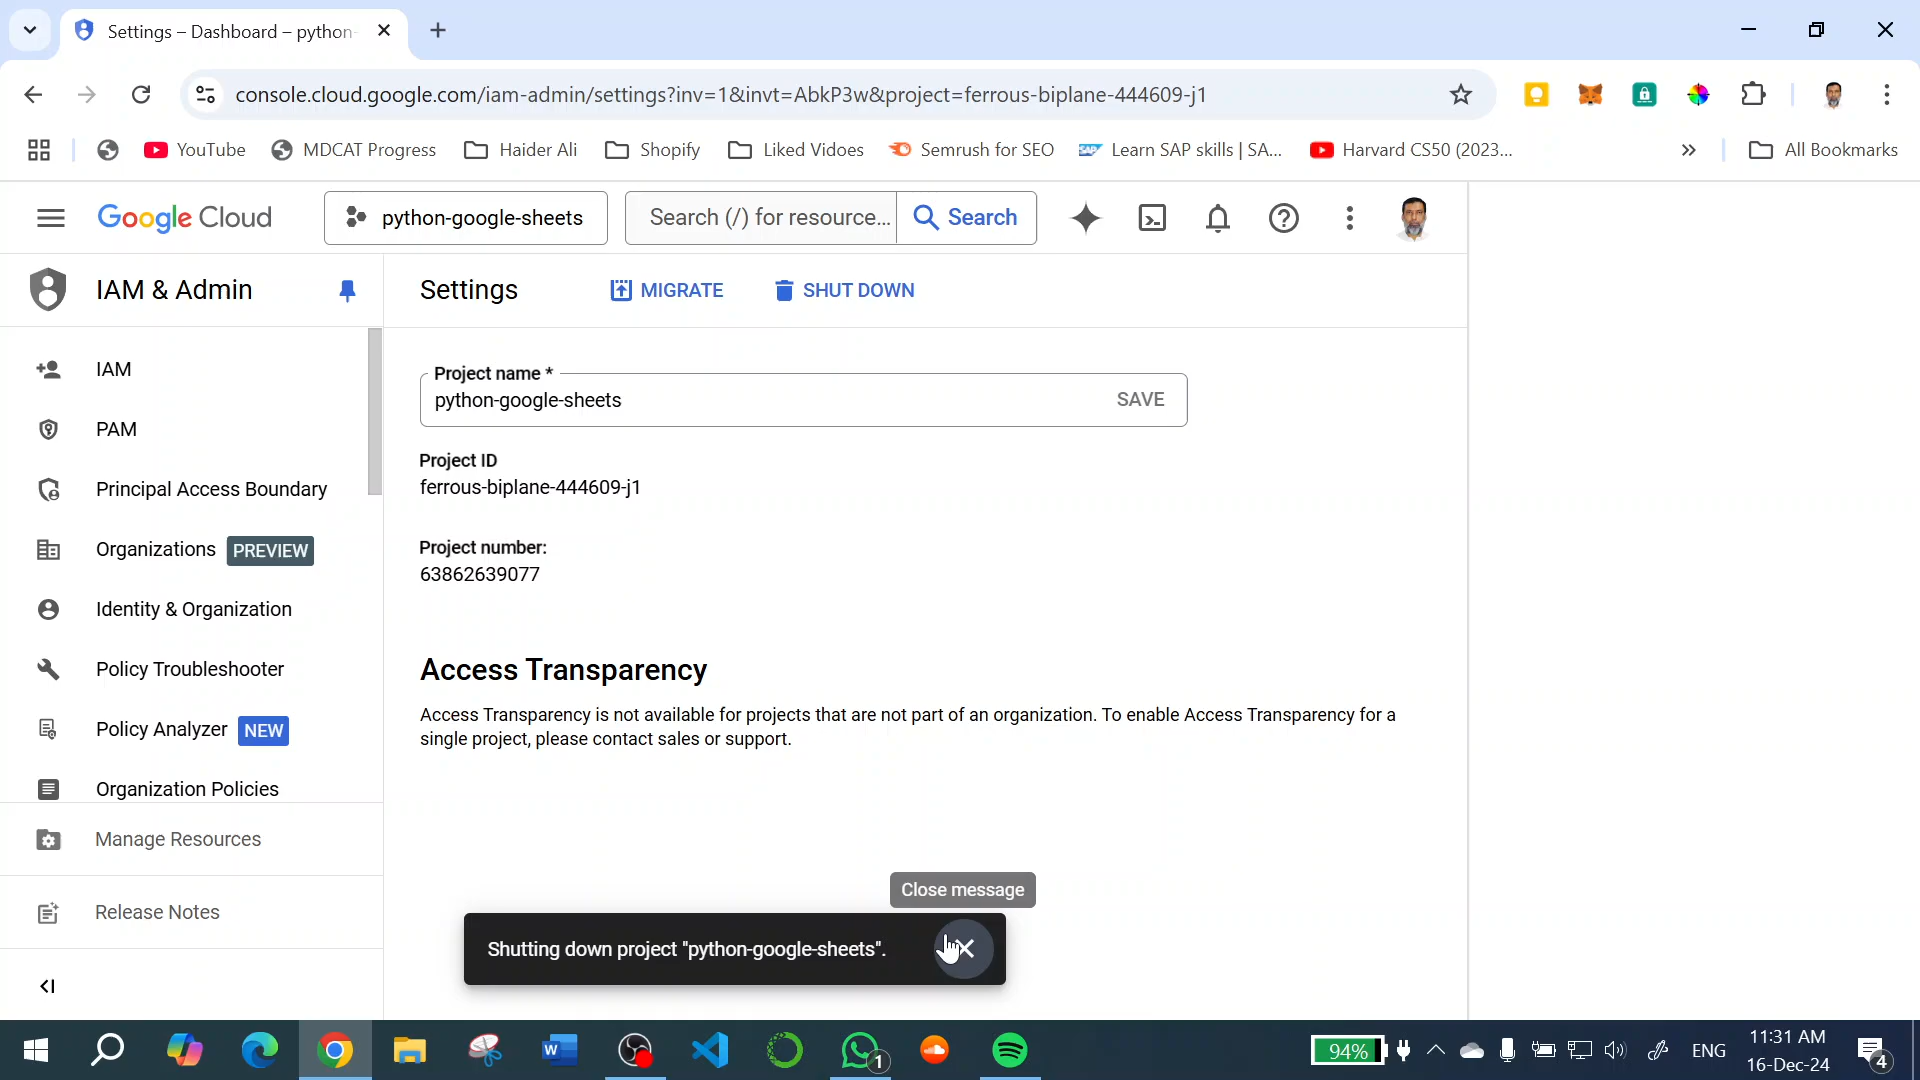 Settings – Dashboard – python-
console.cloud.google.com/iam-admin/settings?inv=1&invt=AbkP3w&project=ferrous-biplane-444609-j1
YouTube
MDCAT Progress
Haider Ali
Shopify
Liked Vidoes
Semrush for SEO
Learn SAP skills | SA...
Harvard CS50 (2023...
All Bookmarks
Google Cloud
python-google-sheets
Search (/) for resource...
Search
IAM & Admin
Settings
MIGRATE
SHUT DOWN
IAM
PAM
Principal Access Boundary
Organizations PREVIEW
Identity & Organization
Policy Troubleshooter
Policy Analyzer NEW
Organization Policies
Manage Resources
Release Notes
Project name *
python-google-sheets
SAVE
Project ID
ferrous-biplane-444609-j1
Project number:
63862639077
Access Transparency
Access Transparency is not available for projects that are not part of an organization. To enable Access Transparency for a
single project, please contact sales or support.
Close message
Shutting down project "python-google-sheets".
94%
ENG
11:31 AM
16-Dec-24
1
4